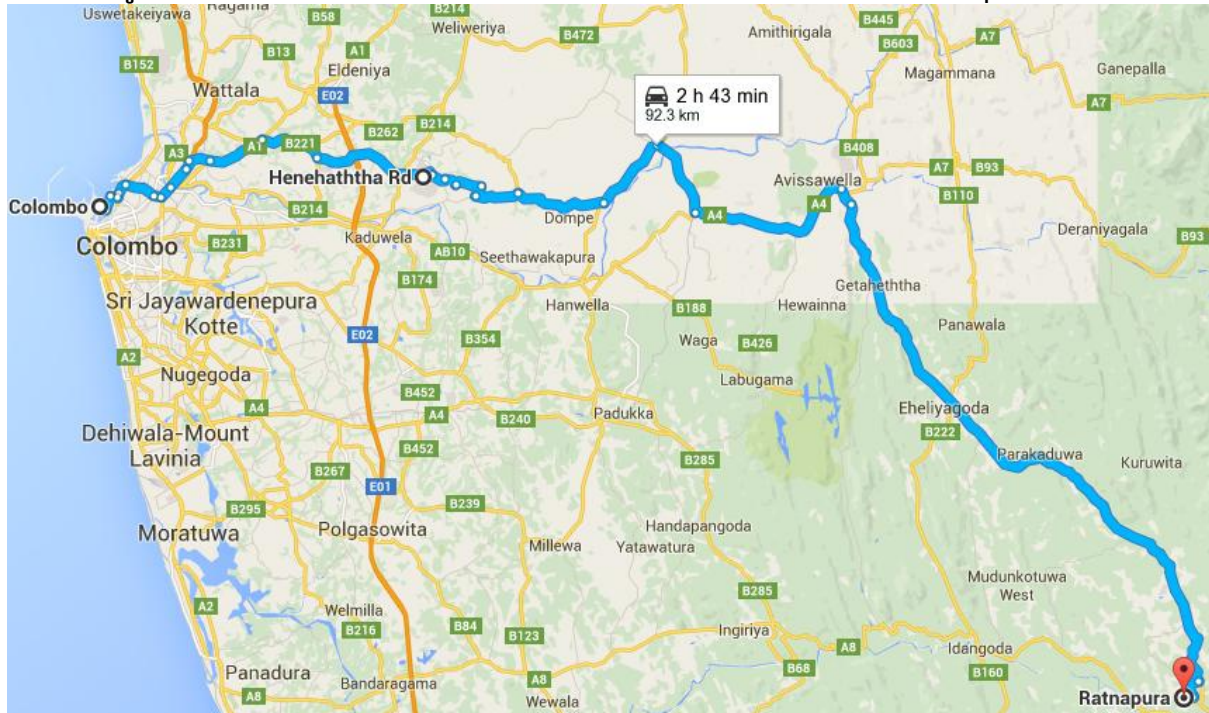 Uswetakeiyawa
Ragama
B58
A1
B214
Weliweriya
B472
Amithirigala
B445
B603
A7
B152
B13
Eldeniya
Magammana
Ganepalla
Wattala
E02
2 h 43 min
92.3 km
A7
A3
A1
B221
B262
B214
B408
Henehaththa Rd
A7
B93
Avissawella
Colombo
B214
Dompe
A4
A4
B110
Colombo
B231
Kaduwela
AB10
Seethawakapura
Deraniyagala
B93
B174
Getaheththa
Sri Jayawardenepura
Kotte
Hanwella
B188
Hewainna
Panawala
E02
B354
Waga
B426
A2
Nugegoda
Labugama
B452
A4
A4
B240
Padukka
Eheliyagoda
Dehiwala-Mount
Lavinia
B222
B452
B267
B285
Parakaduwa
Kuruwita
E01
B295
B239
Moratuwa
Polgasowita
Handapangoda
Millewa
Yatawatura
Mudunkotuwa
West
A2
B285
Welmilla
B216
B84
B123
Ingiriya
A8
Idangoda
Panadura
B68
B160
A8
Bandaragama
A8
Wewala
Ratnapura